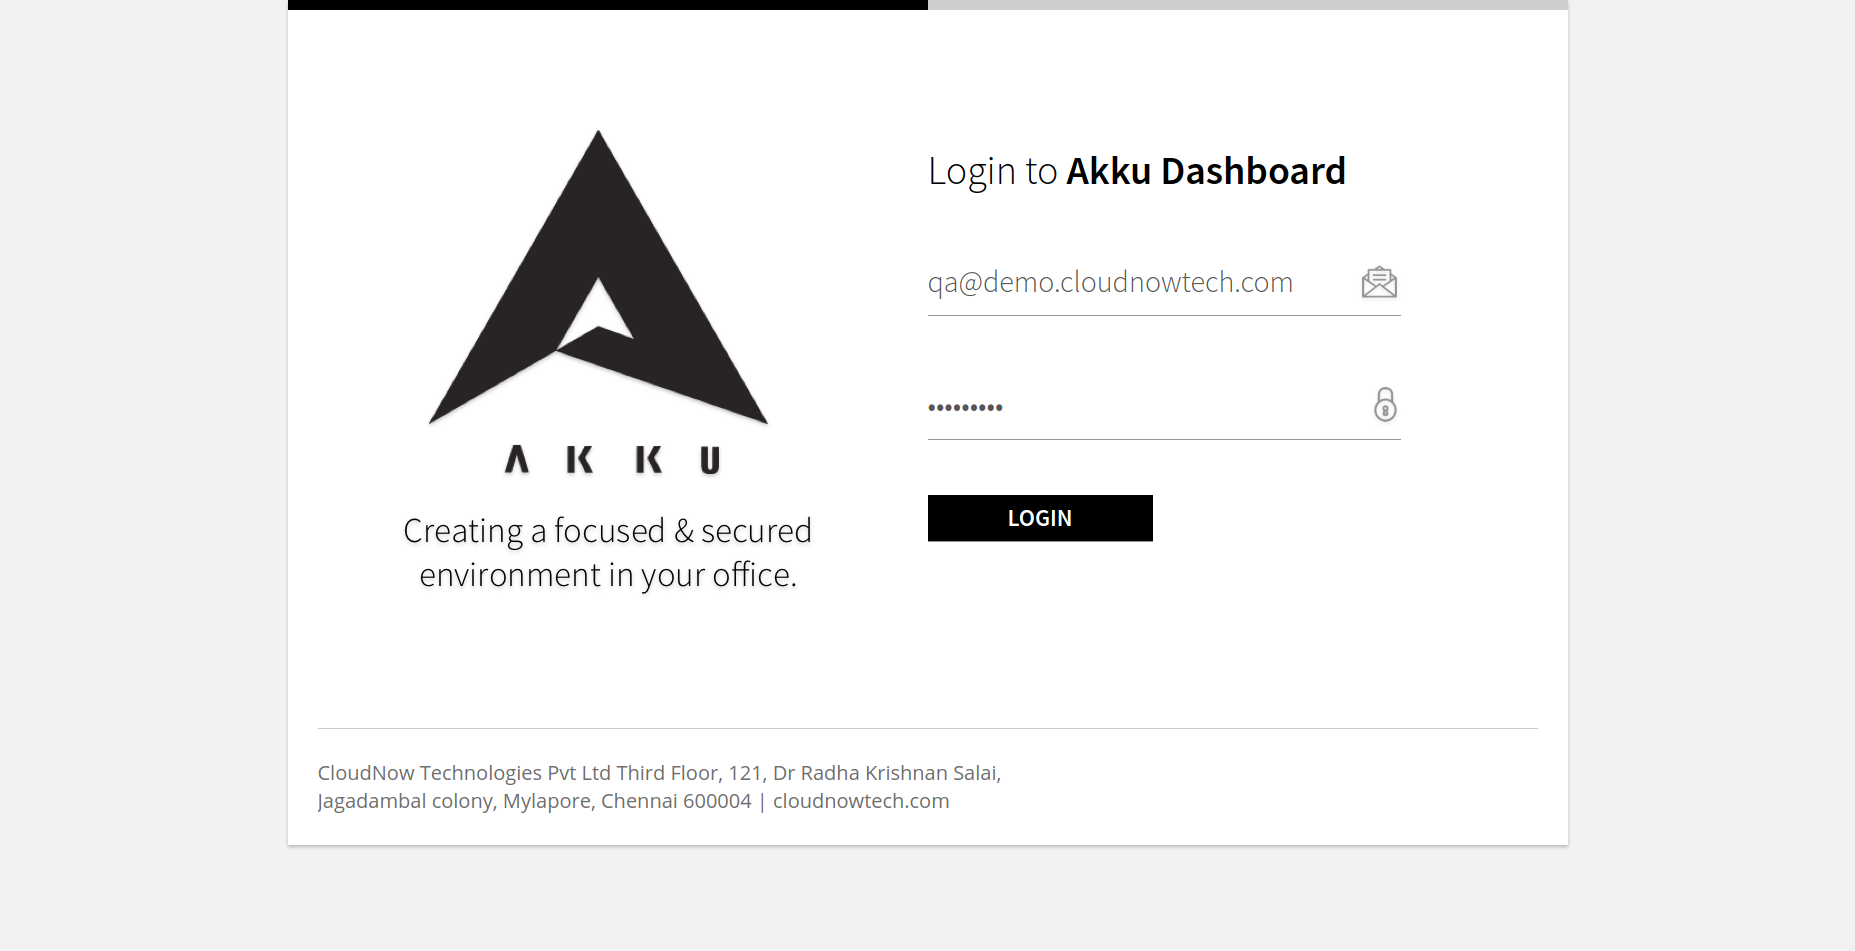 AKKU
Creating a focused & secured
environment in your office.
Login to Akku Dashboard
qa@demo.cloudnowtech.com
•••••••••
LOGIN
CloudNow Technologies Pvt Ltd Third Floor, 121, Dr Radha Krishnan Salai,
Jagadambal colony, Mylapore, Chennai 600004 | cloudnowtech.com